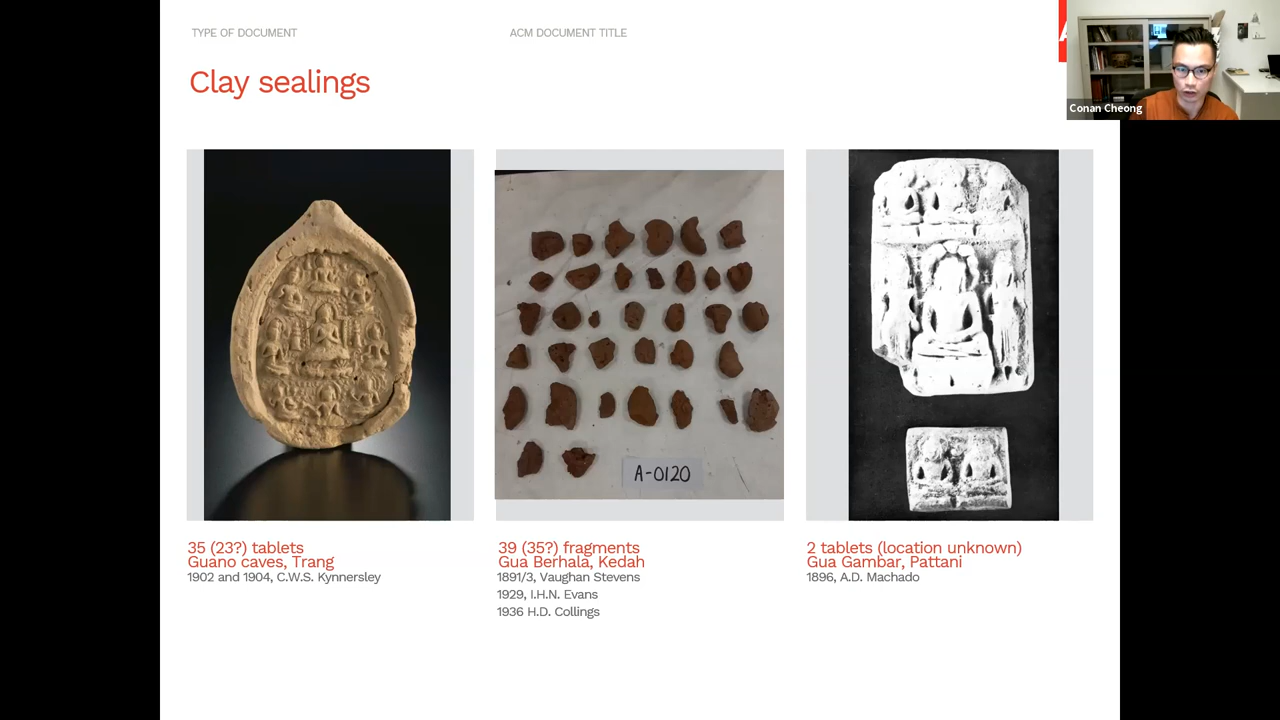 TYPE OF DOCUMENT
ACM DOCUMENT TITLE
Clay sealings
Conan Cheong
A-0120
35 (23?) tablets
Guano caves, Trang
1902 and 1904, C.W.S. Kynnersley
39 (35?) fragments
Gua Berhala, Kedah
1891/3, Vaughan Stevens
1929, I.H.N. Evans
1936 H.D. Collings
2 tablets (location unknown)
Gua Gambar, Pattani
1896, A.D. Machado